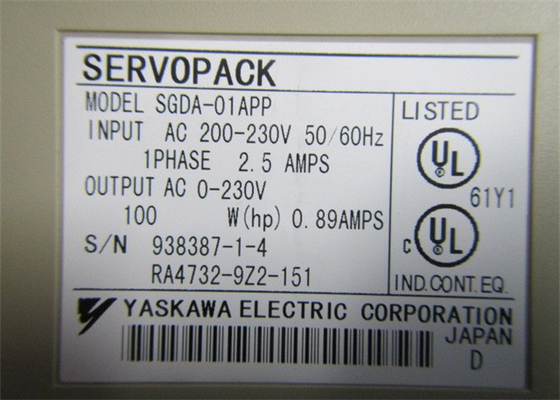 SERVOPACK
MODEL SGDA-01APP
INPUT AC 200-230V 50/60Hz
1PHASE 2.5 AMPS
OUTPUT AC 0-230V
100 W(hp) 0.89AMPS
S/N 938387-1-4
RA4732-9Z2-151
LISTED
UL
®
61Y1
C UL
®
IND.CONT.EQ.
YASKAWA ELECTRIC CORPORATION
JAPAN
D